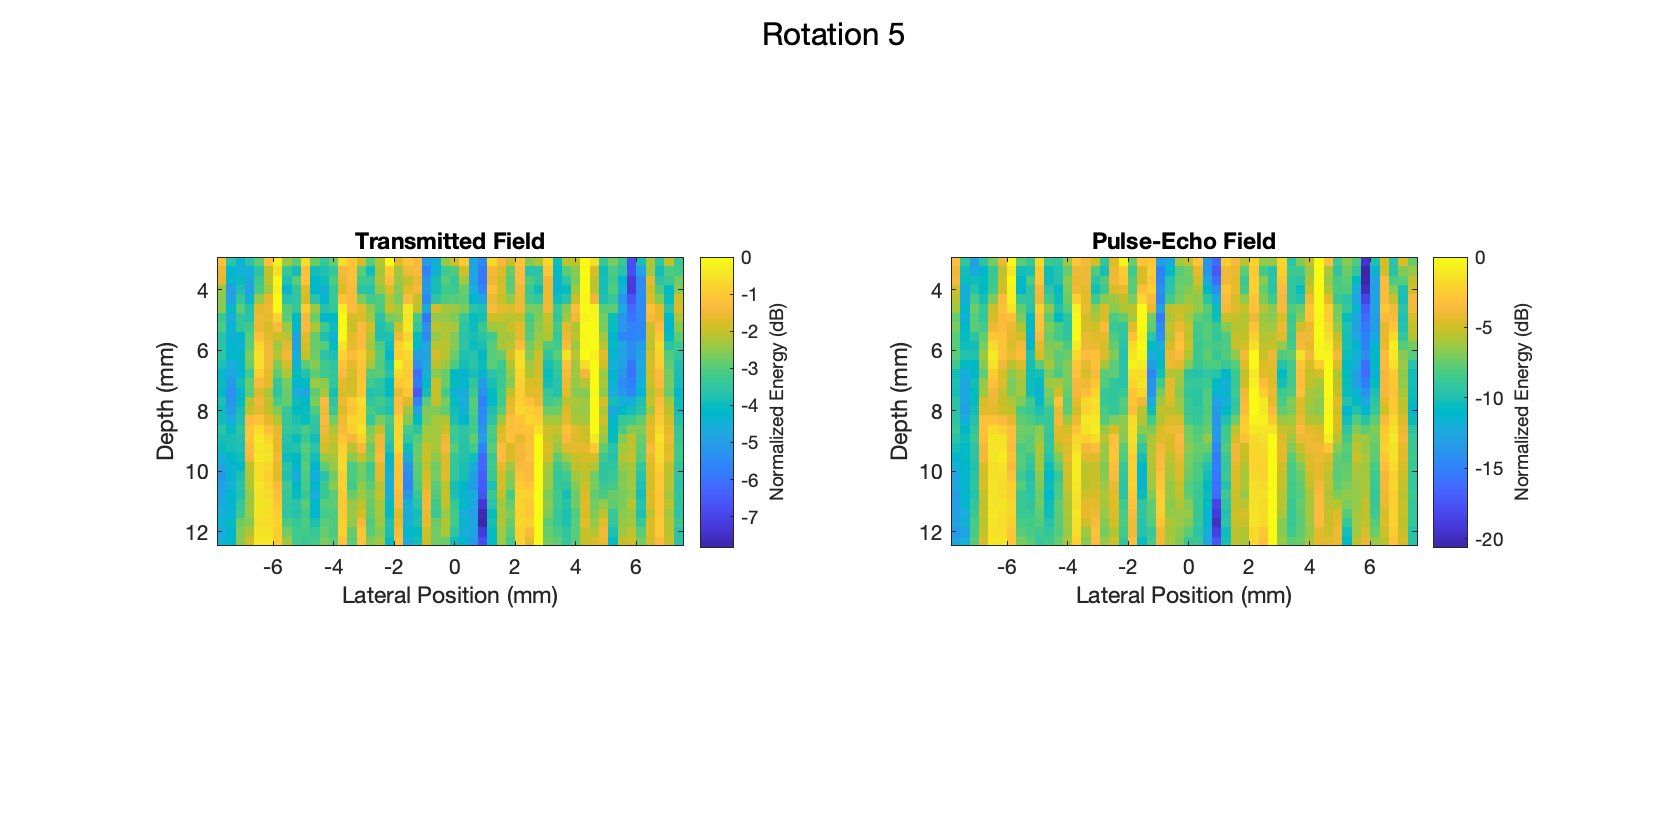 Rotation 5
Transmitted Field
4
6
8
10
12
Depth (mm)
-6 -4 -2 0 2 4 6
Lateral Position (mm)
0
-1
-2
-3
-4
-5
-6
-7
Normalized Energy (dB)
Pulse-Echo Field
4
6
8
10
12
Depth (mm)
-6 -4 -2 0 2 4 6
Lateral Position (mm)
0
-5
-10
-15
-20
Normalized Energy (dB)